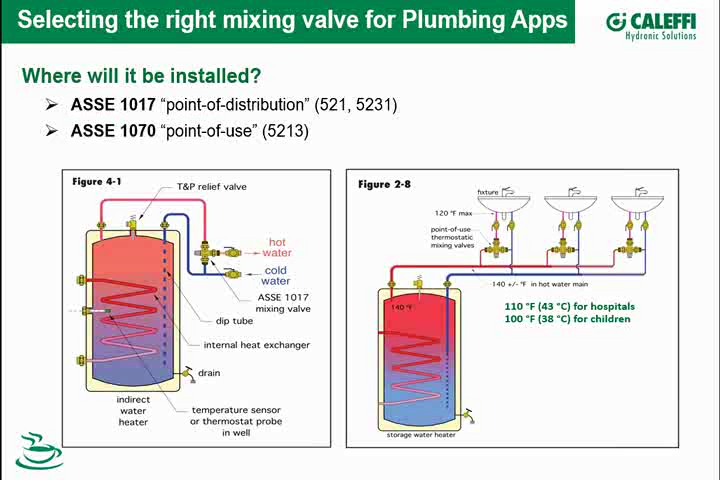 Selecting the right mixing valve for Plumbing Apps
CALEFFI
Hydronic Solutions
Where will it be installed?
➢ ASSE 1017 “point-of-distribution” (521, 5231)
➢ ASSE 1070 “point-of-use” (5213)
Figure 4-1
T&P relief valve
hot
water
cold
water
ASSE 1017
mixing valve
dip tube
internal heat exchanger
drain
indirect
water
heater
temperature sensor
or thermostat probe
in well
Figure 2-8
fixture
120 ºF max
point-of-use
thermostatic
mixing valves
140 +/- ºF in hot water main
140 ºF
110 °F (43 °C) for hospitals
100 °F (38 °C) for children
storage water heater